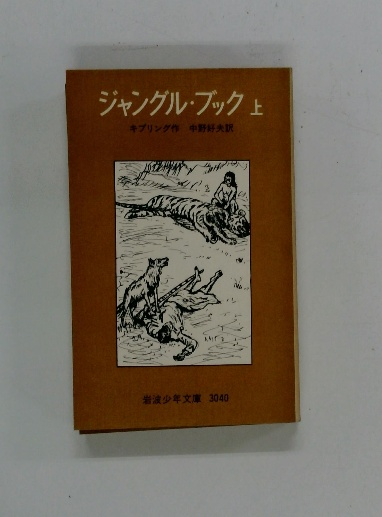 ジャングル・ブック 上
キプリング作 中野好夫訳
岩波少年文庫 3040